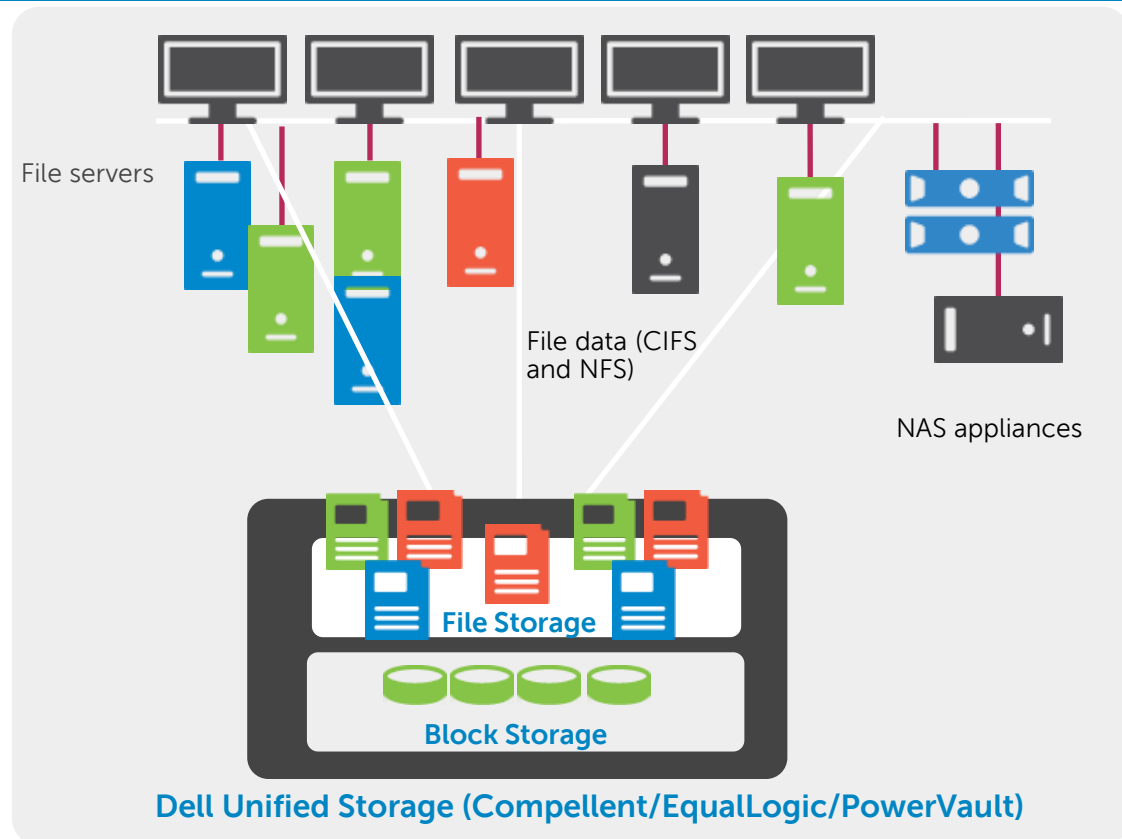 File servers
File data (CIFS
and NFS)
NAS appliances
File Storage
Block Storage
Dell Unified Storage (Compellent/EqualLogic/PowerVault)